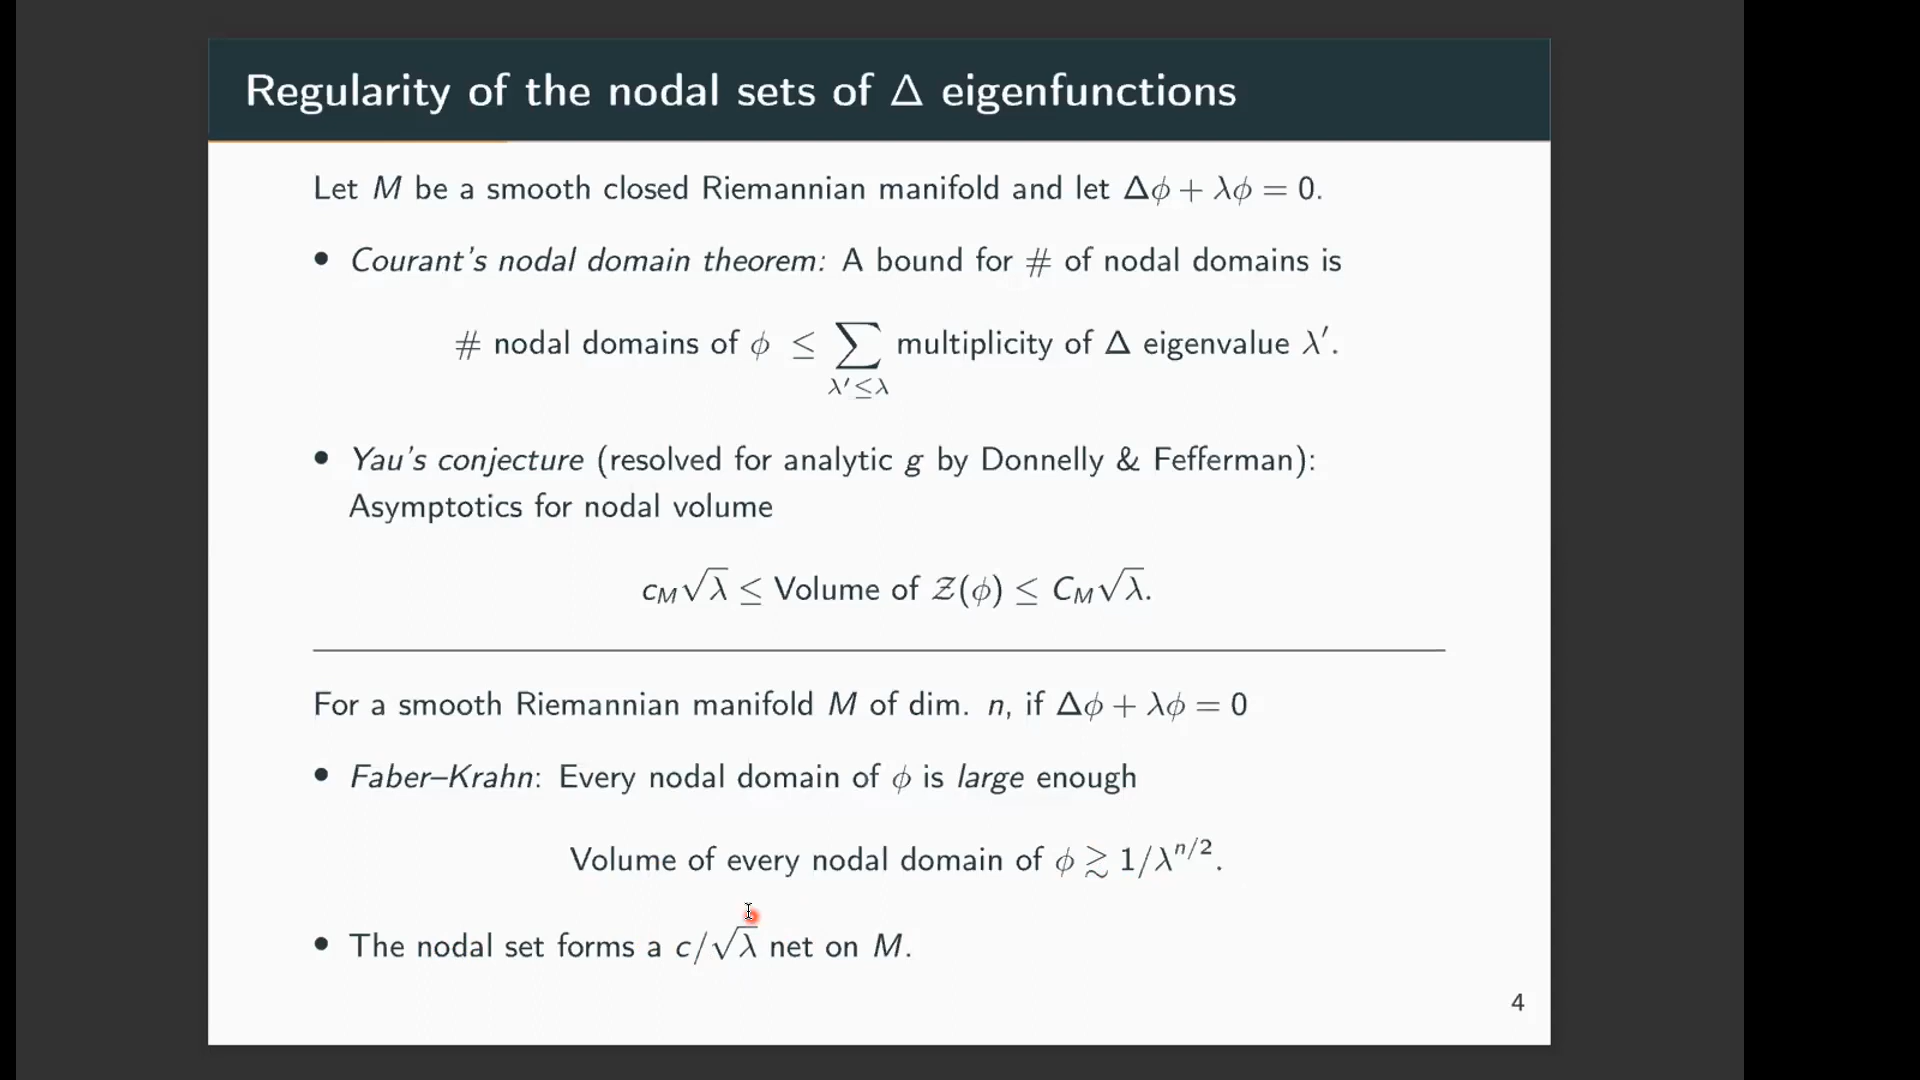 Regularity of the nodal sets of Δ eigenfunctions
Let M be a smooth closed Riemannian manifold and let Δϕ + λϕ = 0.
• Courant's nodal domain theorem: A bound for # of nodal domains is
# nodal domains of ϕ ≤ ∑_{λ′≤λ} multiplicity of Δ eigenvalue λ′.
• Yau's conjecture (resolved for analytic g by Donnelly & Fefferman):
Asymptotics for nodal volume
c_M√λ ≤ Volume of 𝒵(ϕ) ≤ C_M√λ.
For a smooth Riemannian manifold M of dim. n, if Δϕ + λϕ = 0
• Faber–Krahn: Every nodal domain of ϕ is large enough
Volume of every nodal domain of ϕ ≳ 1/λ^{n/2}.
• The nodal set forms a c/√λ net on M.
4